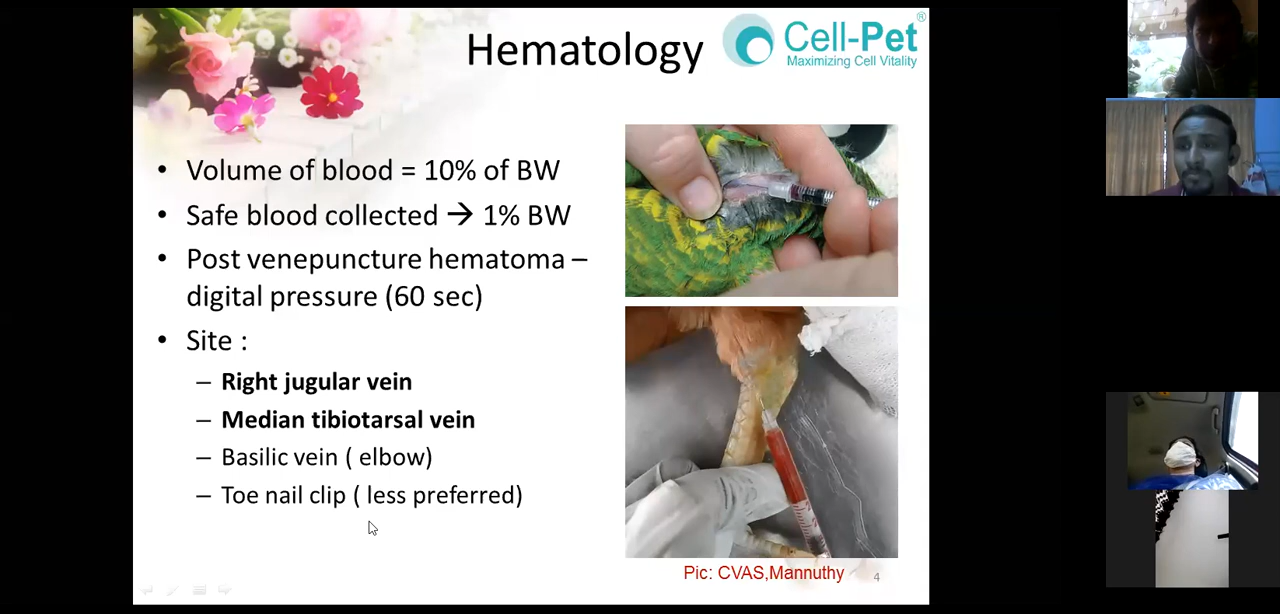 Hematology
Cell-Pet®
Maximizing Cell Vitality
• Volume of blood = 10% of BW
• Safe blood collected → 1% BW
• Post venepuncture hematoma –
digital pressure (60 sec)
• Site :
– Right jugular vein
– Median tibiotarsal vein
– Basilic vein ( elbow)
– Toe nail clip ( less preferred)
Pic: CVAS,Mannuthy
4